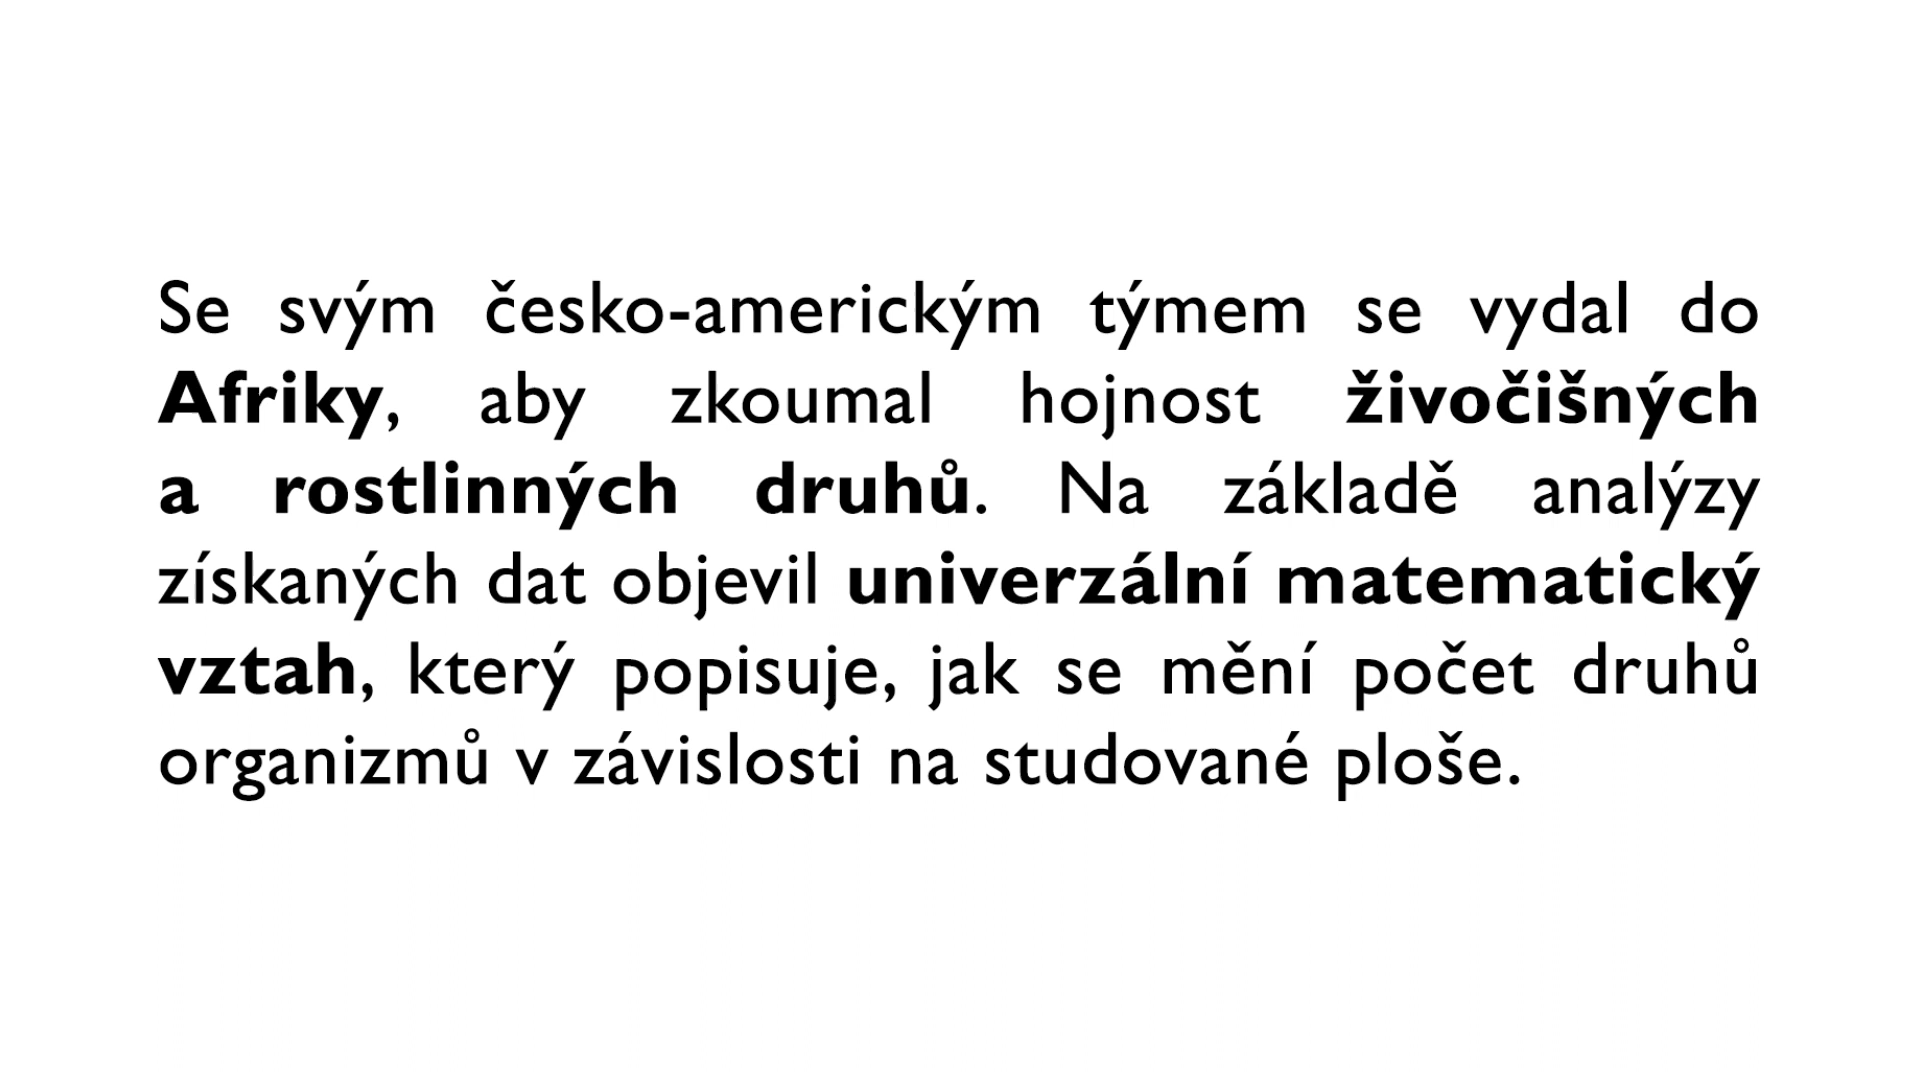 Se svým česko-americkým týmem se vydal do
Afriky, aby zkoumal hojnost živočišných
a rostlinných druhů. Na základě analýzy
získaných dat objevil univerzální matematický
vztah, který popisuje, jak se mění počet druhů
organizmů v závislosti na studované ploše.